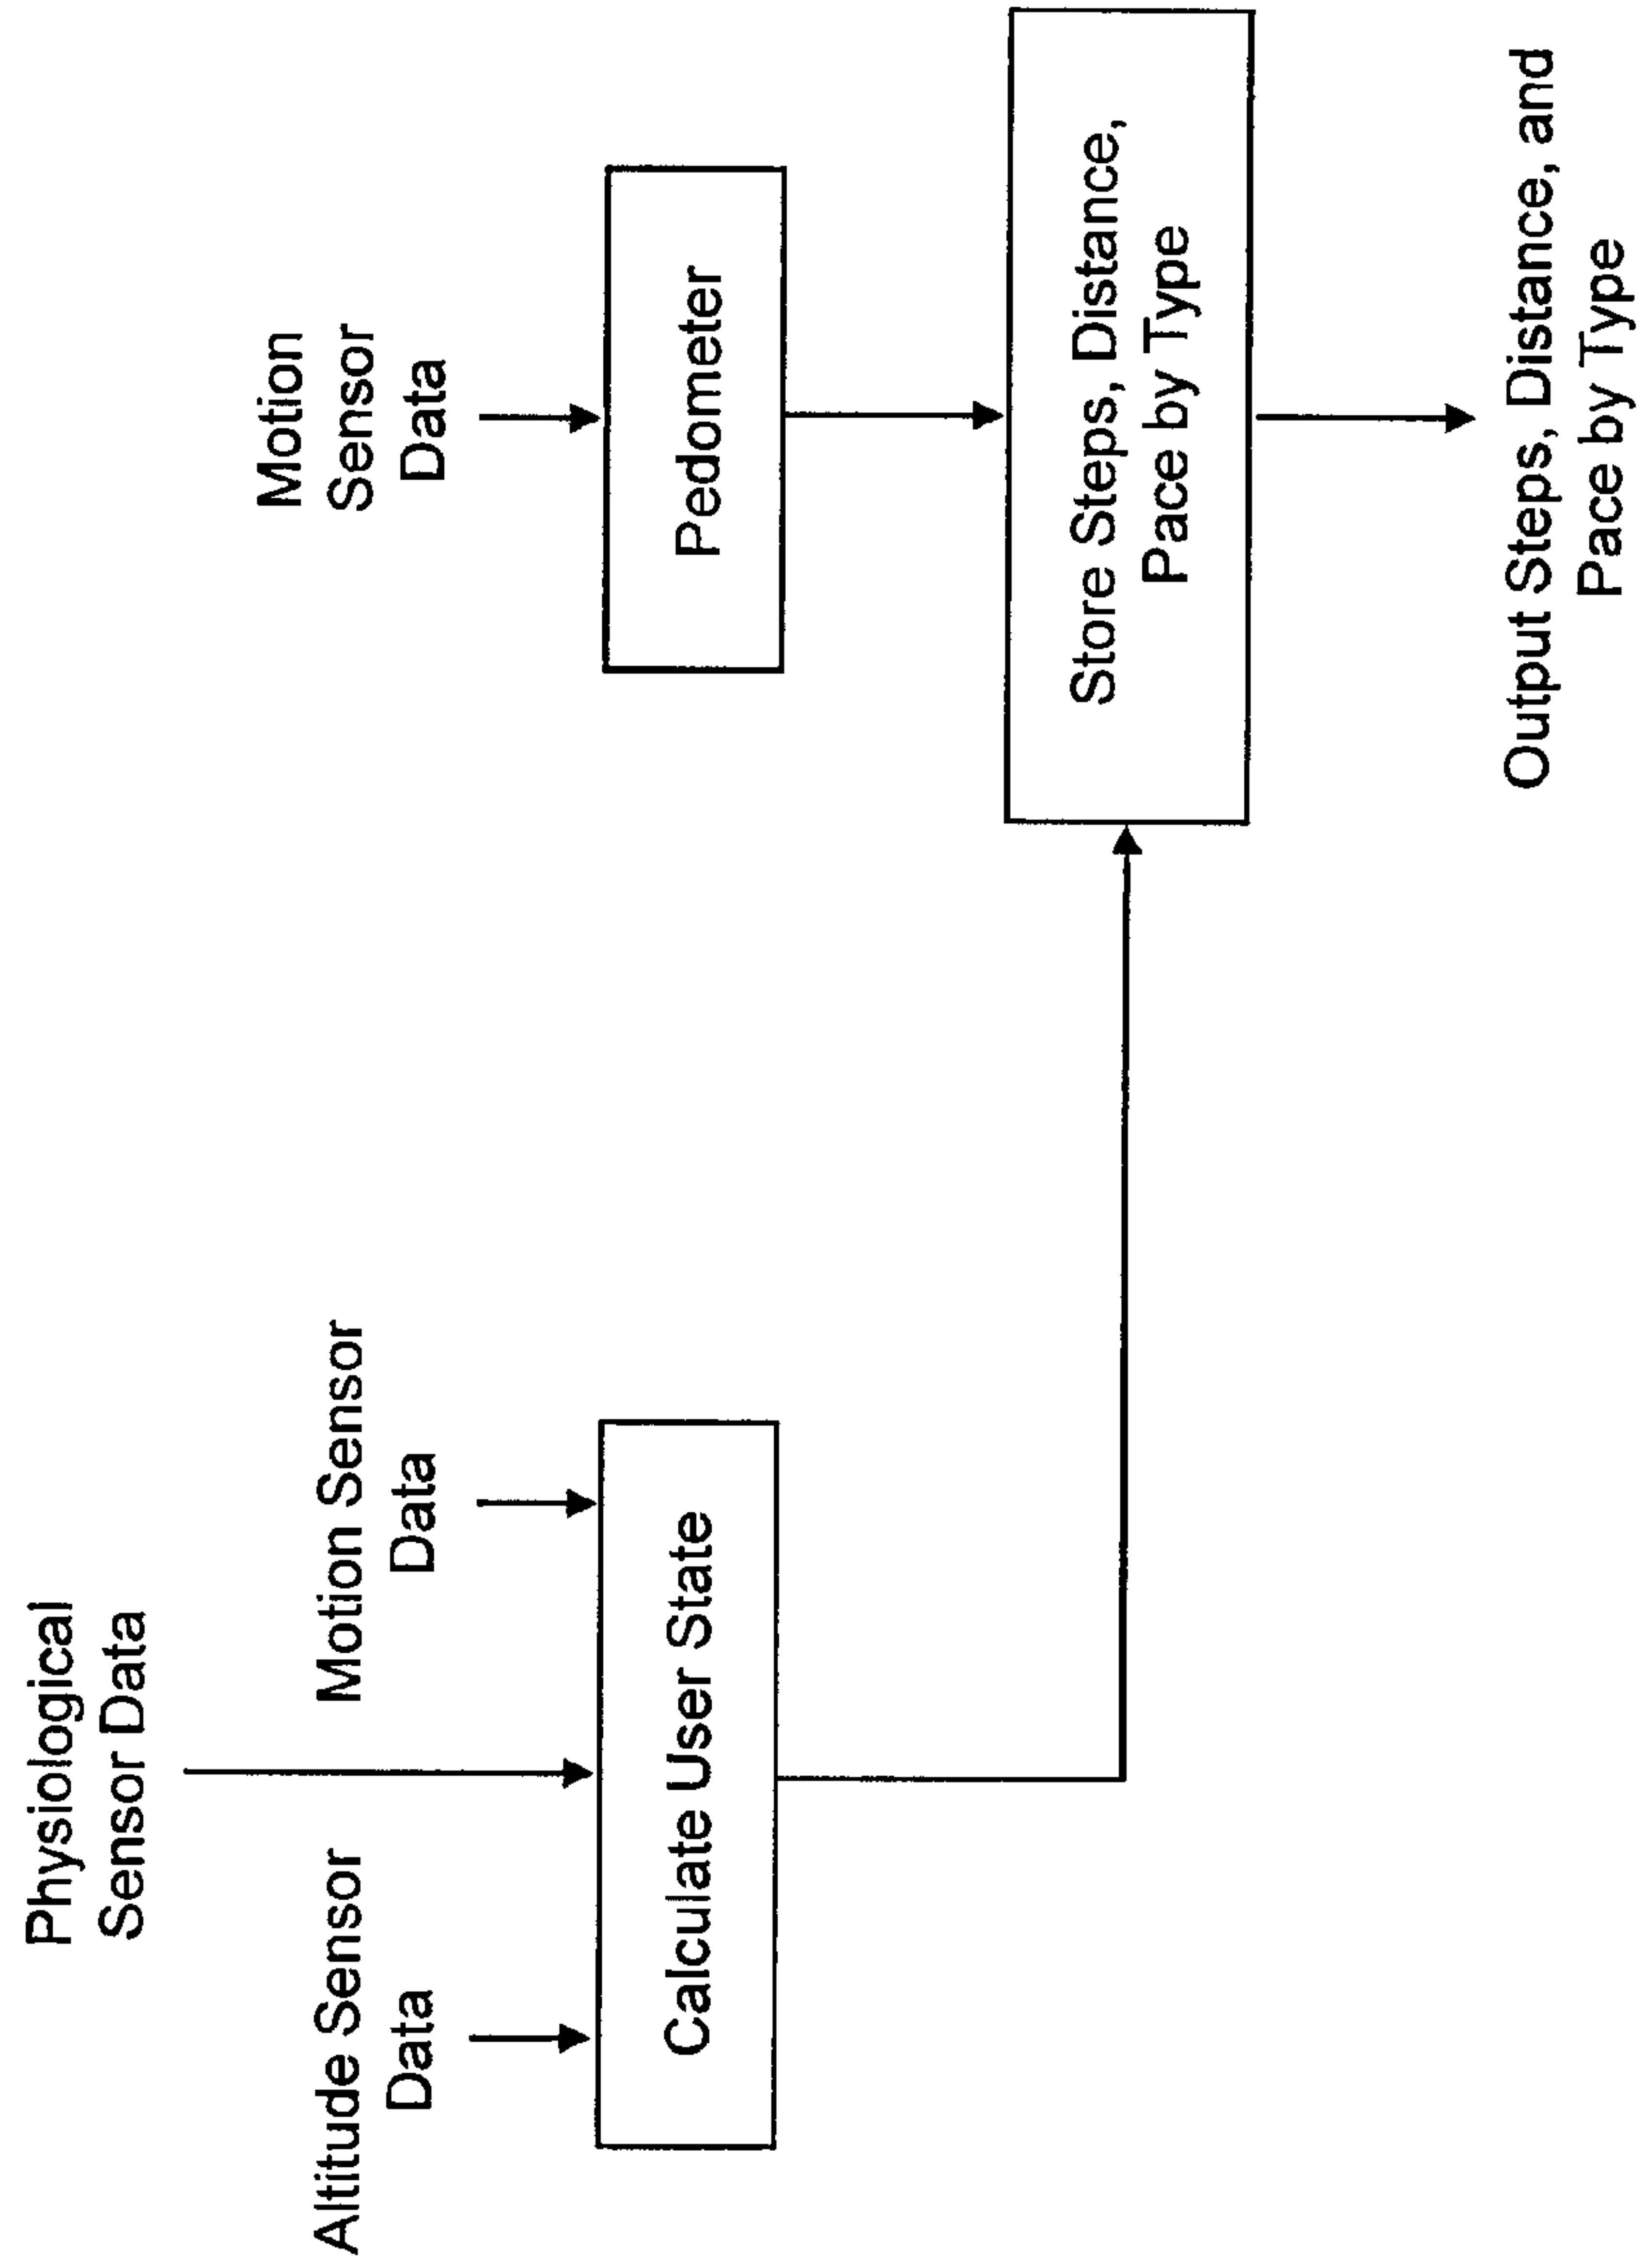 Physiological
Sensor Data
Altitude Sensor
Data
Motion Sensor
Data
Calculate User State
Motion
Sensor
Data
Pedometer
Store Steps, Distance,
Pace by Type
Output Steps, Distance, and
Pace by Type